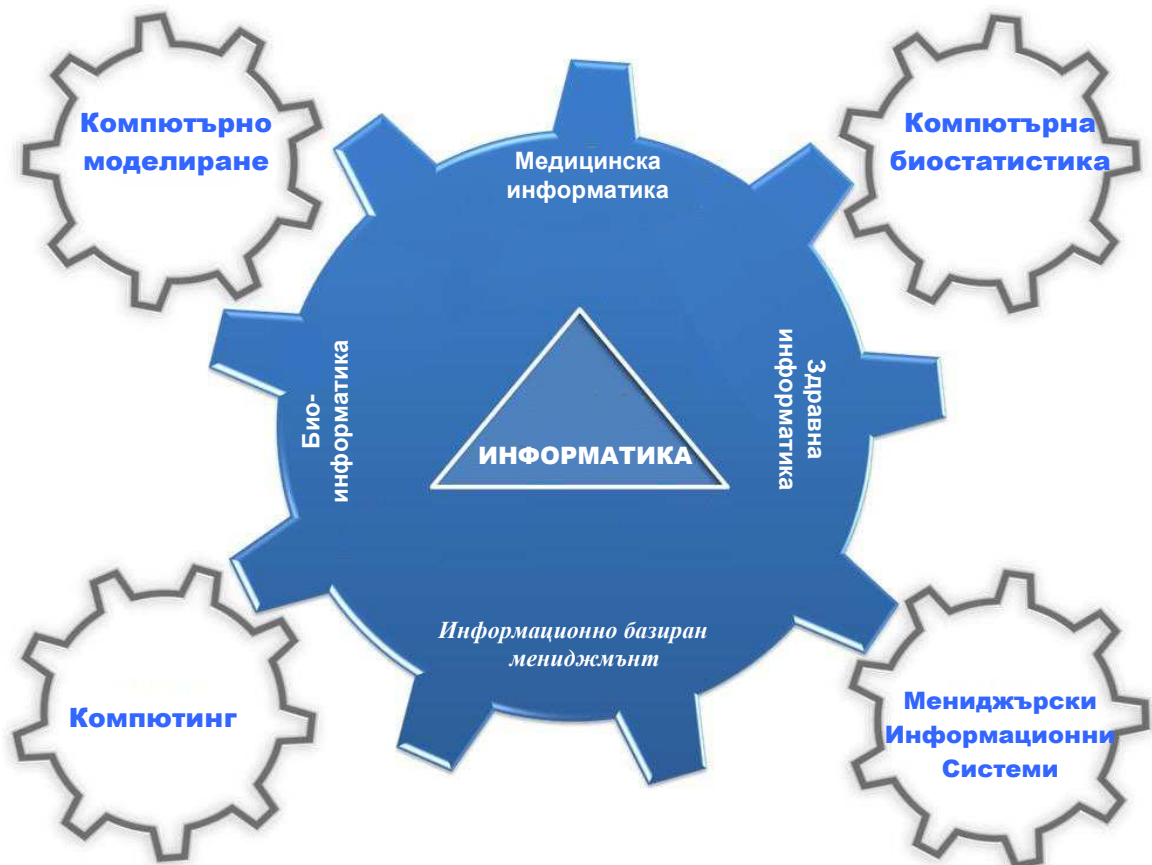 Компютърно
моделиране
Компютърна
биостатистика
Медицинска
информатика
Био-
информатика
ИНФОРМАТИКА
Здравна
информатика
Информационно базиран
мениджмънт
Компютинг
Мениджърски
Информационни
Системи